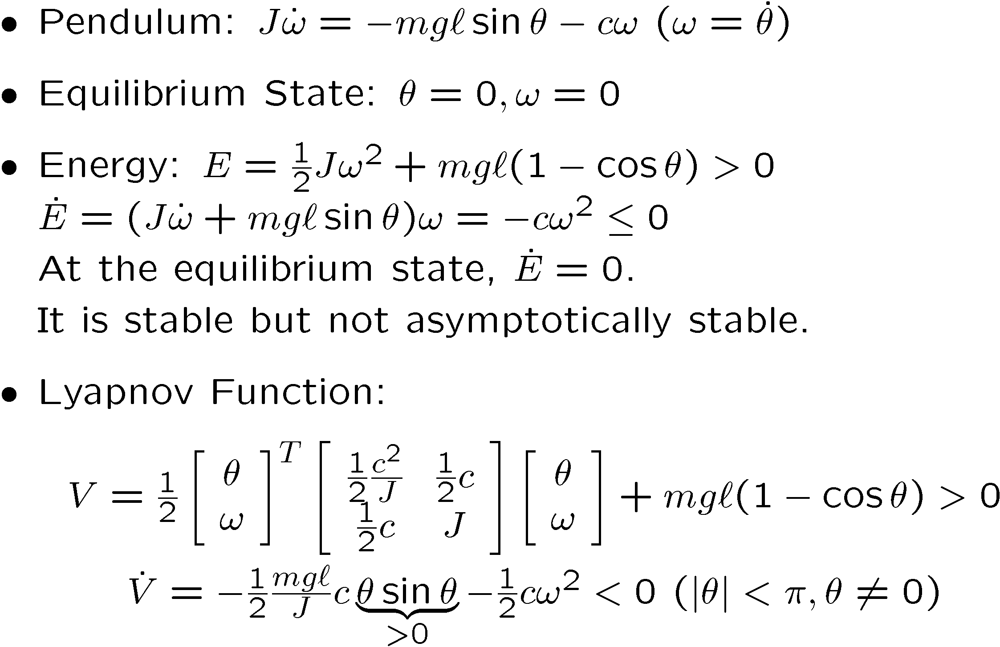 • Pendulum: $J\dot{\omega} = -mg\ell \sin\theta - c\omega \ (\omega = \dot{\theta})$
• Equilibrium State: $\theta = 0, \omega = 0$
• Energy: $E = \frac{1}{2}J\omega^2 + mg\ell(1 - \cos\theta) > 0$
$\dot{E} = (J\dot{\omega} + mg\ell \sin\theta)\omega = -c\omega^2 \leq 0$
At the equilibrium state, $\dot{E} = 0$.
It is stable but not asymptotically stable.
• Lyapnov Function:
$V = \frac{1}{2}\begin{bmatrix} \theta \\ \omega \end{bmatrix}^T \begin{bmatrix} \frac{1}{2}\frac{c^2}{J} & \frac{1}{2}c \\ \frac{1}{2}c & J \end{bmatrix} \begin{bmatrix} \theta \\ \omega \end{bmatrix} + mg\ell(1 - \cos\theta) > 0$
$\dot{V} = -\frac{1}{2}\frac{mg\ell}{J}c\underbrace{\theta \sin\theta}_{>0} - \frac{1}{2}c\omega^2 < 0 \ (|\theta| < \pi, \theta \neq 0)$